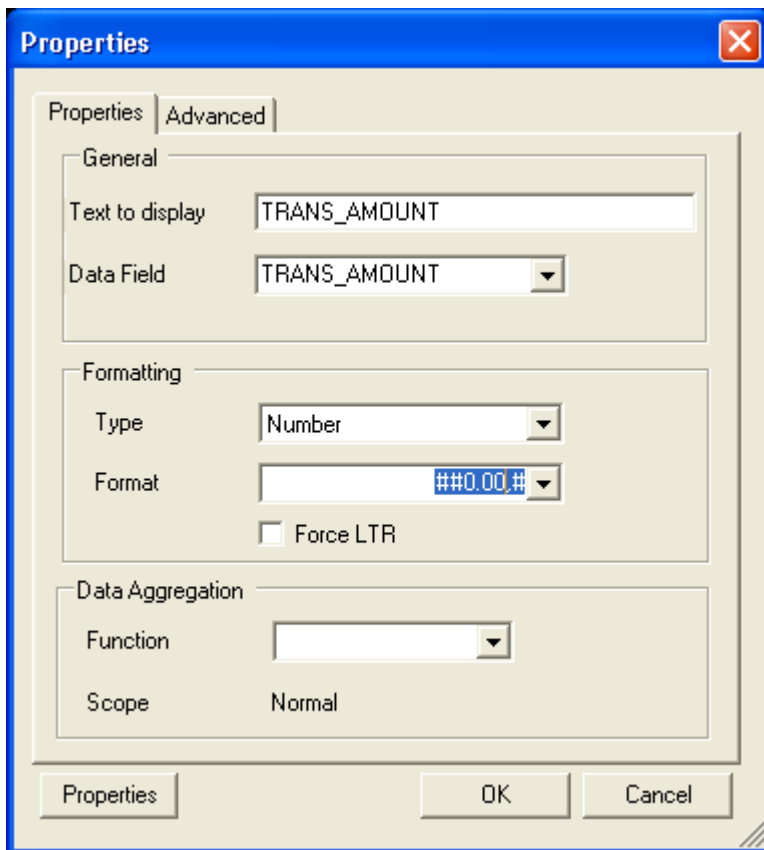 Properties
Properties Advanced
General
Text to display TRANS_AMOUNT
Data Field TRANS_AMOUNT
Formatting
Type Number
Format ##0.00,#
Force LTR
Data Aggregation
Function
Scope Normal
Properties OK Cancel